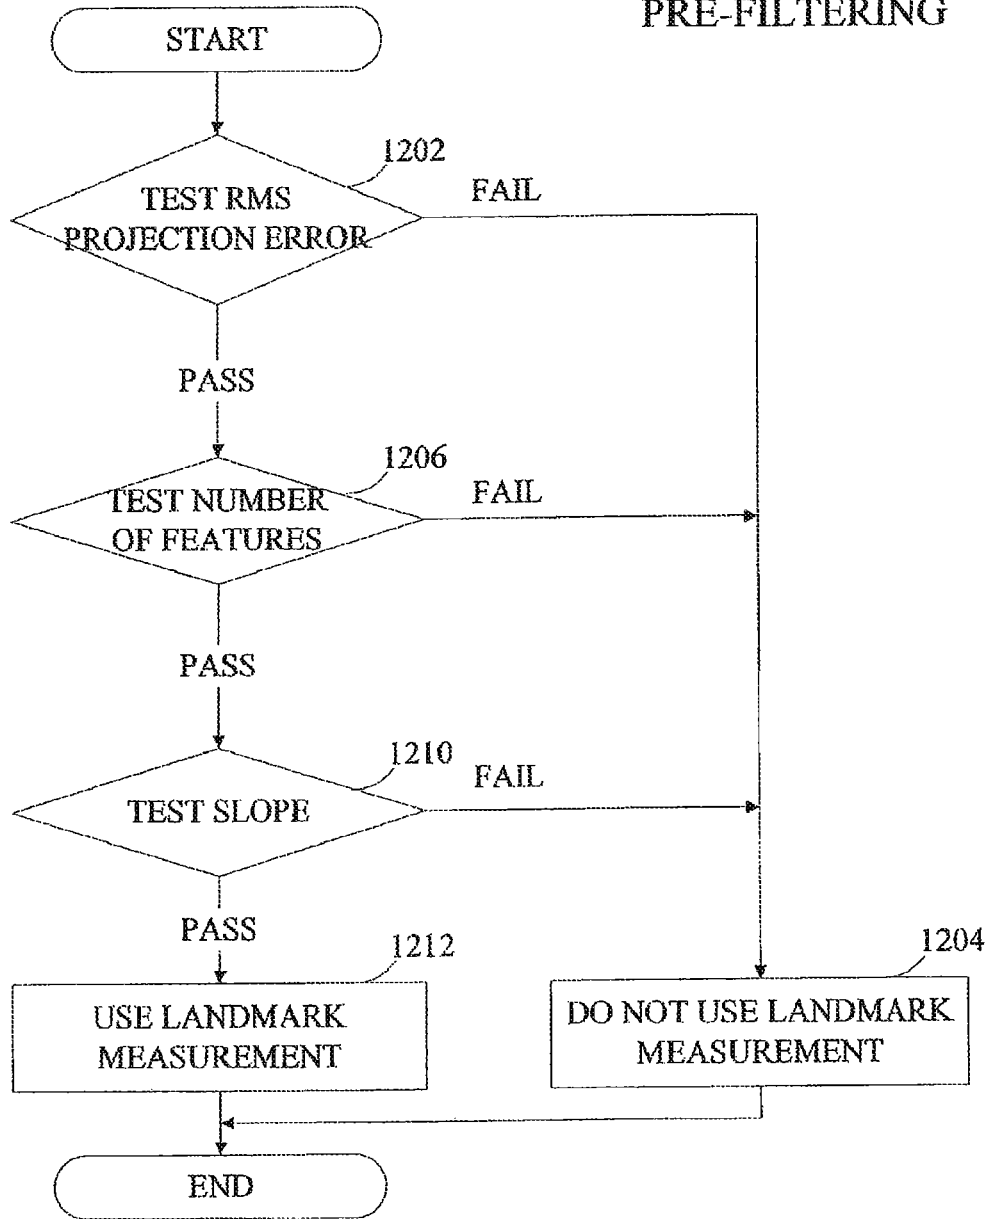 PRE-FILTERING
START
1202
TEST RMS
PROJECTION ERROR
FAIL
PASS
1206
TEST NUMBER
OF FEATURES
FAIL
PASS
1210
TEST SLOPE
FAIL
PASS
1212
USE LANDMARK
MEASUREMENT
1204
DO NOT USE LANDMARK
MEASUREMENT
END